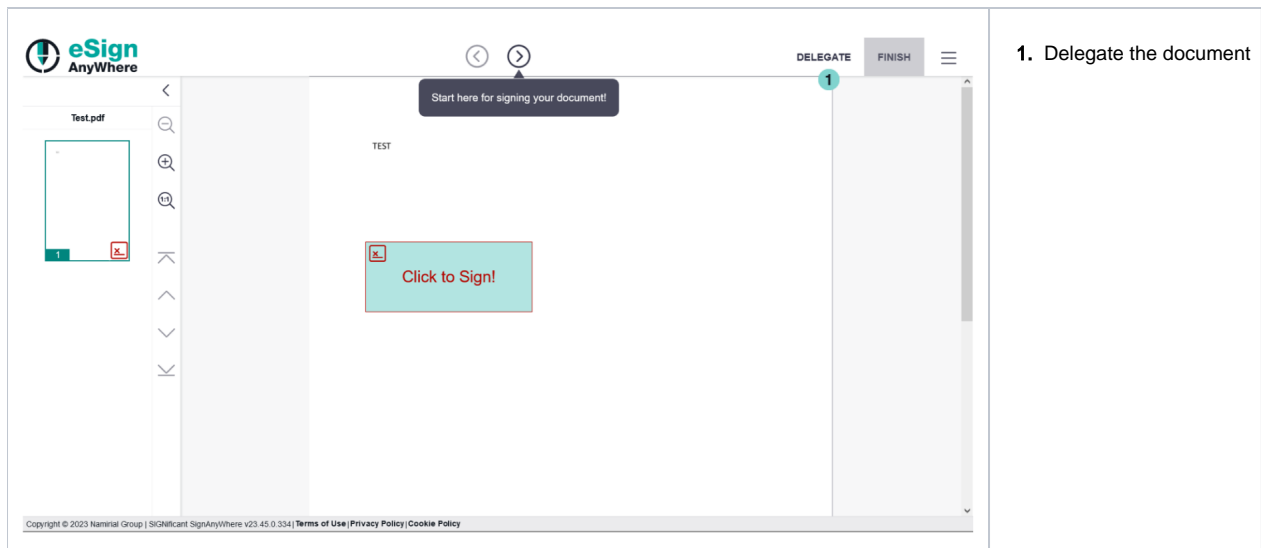 eSign
AnyWhere
DELEGATE
FINISH
1
Start here for signing your document!
Test.pdf
1:1
1
x
TEST
x
Click to Sign!
Copyright © 2023 Namirial Group | SIGNificant SignAnyWhere v23.45.0.334 | Terms of Use | Privacy Policy | Cookie Policy
1. Delegate the document